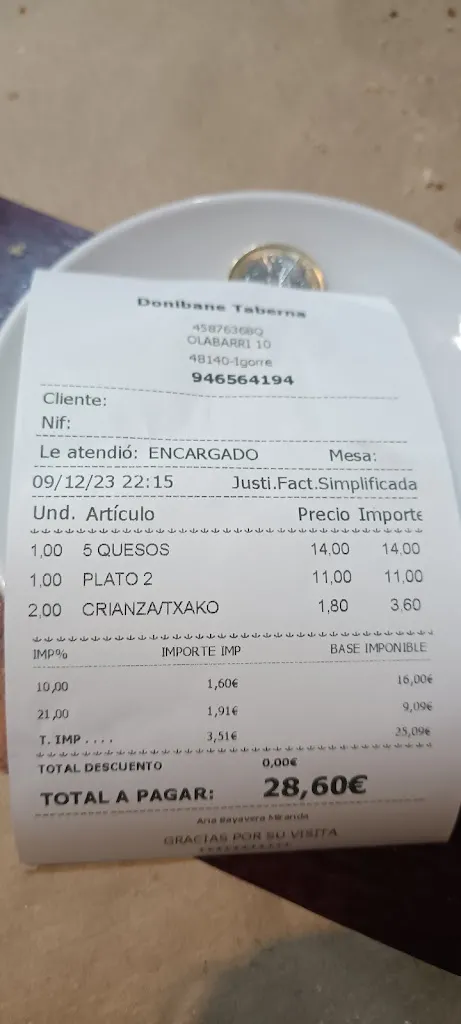 Donibane Taberna
45876368Q
OLABARRI 10
48140-Igorre
946564194
Cliente:
Nif:
Le atendió: ENCARGADO Mesa:
09/12/23 22:15 Justi.Fact.Simplificada
Und. Artículo Precio Importe
1,00 5 QUESOS 14,00 14,00
1,00 PLATO 2 11,00 11,00
2,00 CRIANZA/TXAKO 1,80 3,60
IMP% IMPORTE IMP BASE IMPONIBLE
10,00 1,60€ 16,00€
21,00 1,91€ 9,09€
T. IMP .... 3,51€ 25,09€
TOTAL DESCUENTO 0,00€
TOTAL A PAGAR: 28,60€
Ana Miranda
GRACIAS POR SU VISITA